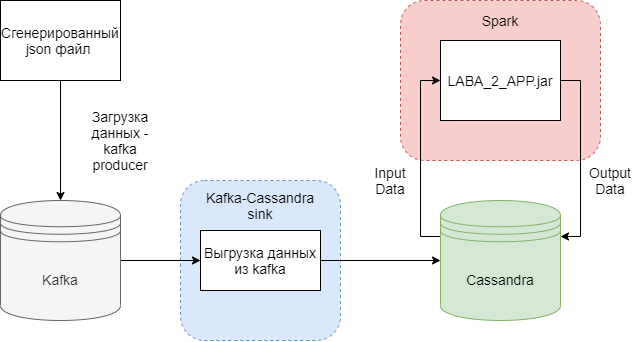 Сгенерированный
json файл
Загрузка
данных -
kafka
producer
Kafka
Kafka-Cassandra
sink
Выгрузка данных
из kafka
Spark
LABA_2_APP.jar
Input
Data
Output
Data
Cassandra